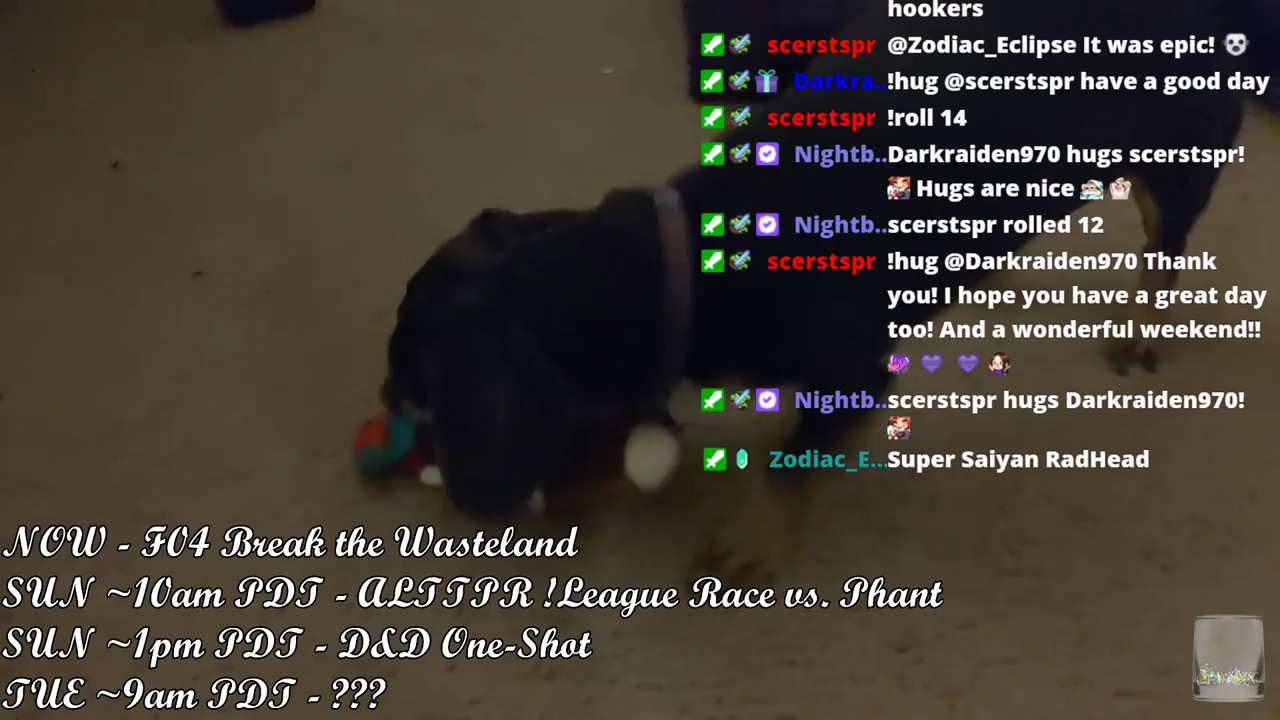 hookers
scerstspr @Zodiac_Eclipse It was epic!
Darkra.. !hug @scerstspr have a good day
scerstspr !roll 14
Nightb.. Darkraiden970 hugs scerstspr!
Hugs are nice
Nightb.. scerstspr rolled 12
scerstspr !hug @Darkraiden970 Thank
you! I hope you have a great day
too! And a wonderful weekend!!
Nightb.. scerstspr hugs Darkraiden970!
Zodiac_E... Super Saiyan RadHead
NOW - FO4 Break the Wasteland
SUN ~10am PDT - ALTTPR !League Race vs. Phant
SUN ~1pm PDT - D&D One-Shot
TUE ~9am PDT - ???